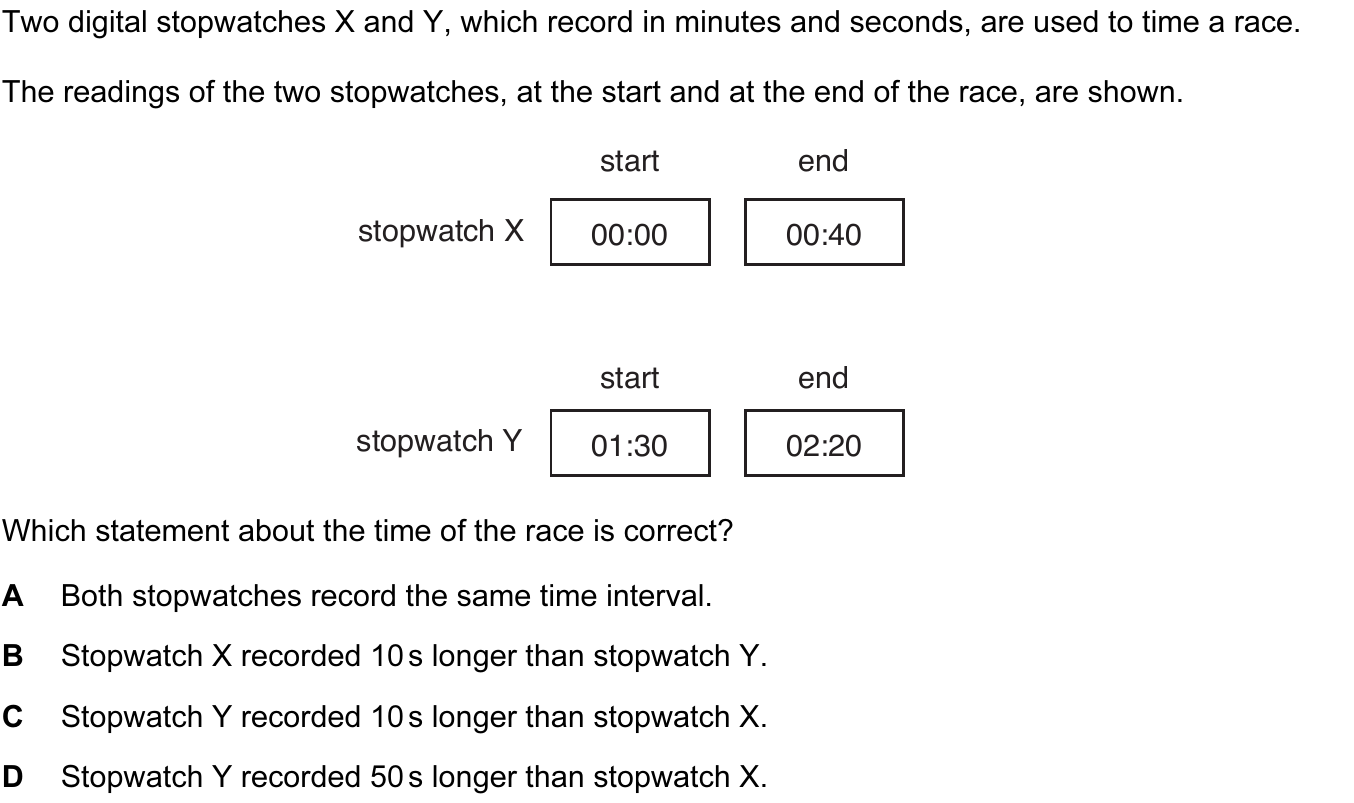 Two digital stopwatches X and Y, which record in minutes and seconds, are used to time a race.
The readings of the two stopwatches, at the start and at the end of the race, are shown.
start end
stopwatch X 00:00 00:40
start end
stopwatch Y 01:30 02:20
Which statement about the time of the race is correct?
A Both stopwatches record the same time interval.
B Stopwatch X recorded 10 s longer than stopwatch Y.
C Stopwatch Y recorded 10 s longer than stopwatch X.
D Stopwatch Y recorded 50 s longer than stopwatch X.